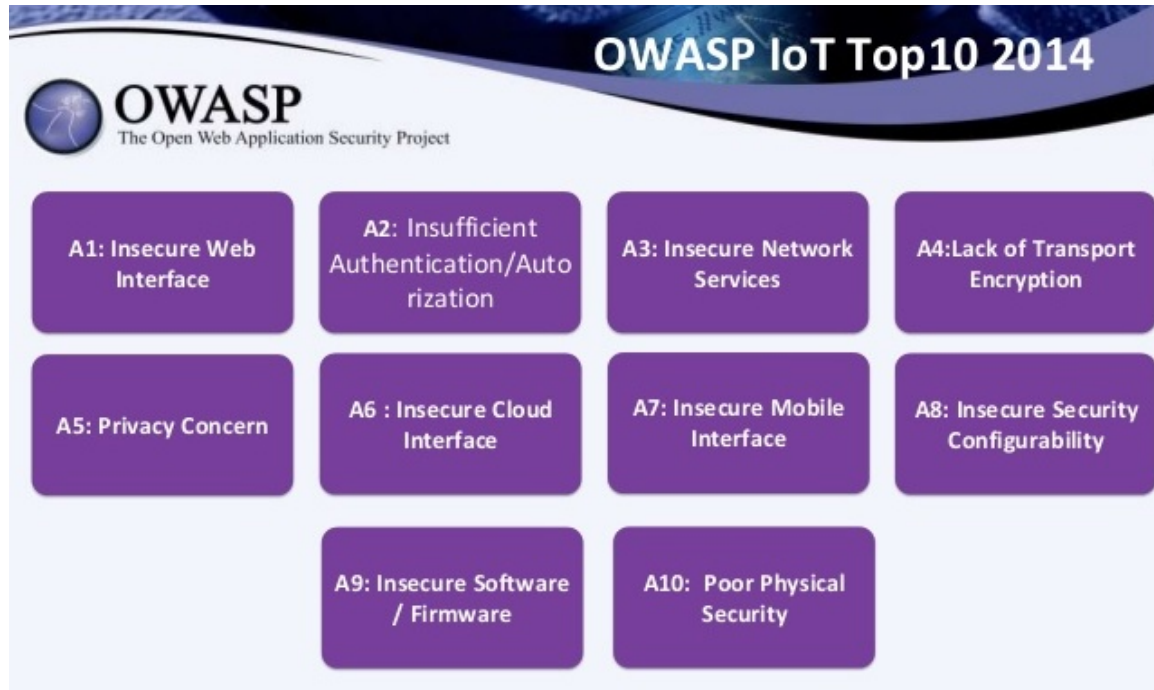 OWASP IoT Top10 2014
OWASP
The Open Web Application Security Project
A1: Insecure Web
Interface
A2: Insufficient
Authentication/Auto
rization
A3: Insecure Network
Services
A4:Lack of Transport
Encryption
A5: Privacy Concern
A6 : Insecure Cloud
Interface
A7: Insecure Mobile
Interface
A8: Insecure Security
Configurability
A9: Insecure Software
/ Firmware
A10:  Poor Physical
Security